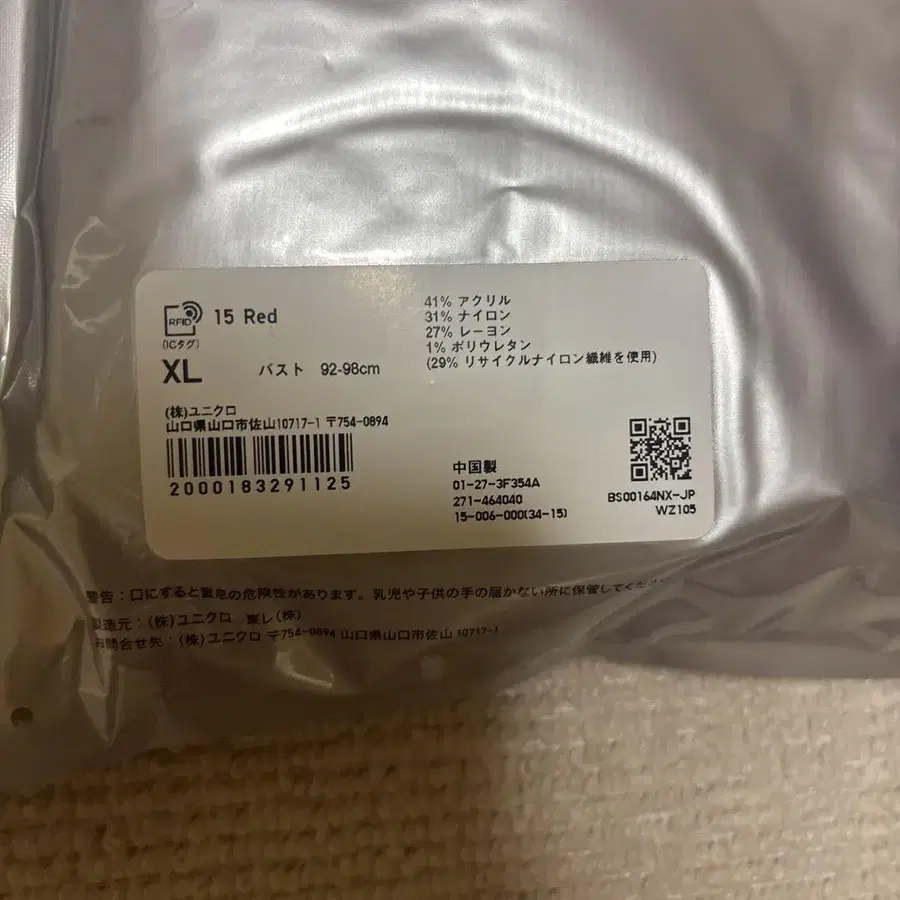 RFID 15 Red
(ICタグ)
XL バスト 92-98cm
41% アクリル
31% ナイロン
27% レーヨン
1% ポリウレタン
(29% リサイクルナイロン繊維を使用)
(株)ユニクロ
山口県山口市佐山10717-1 〒754-0894
2000183291125
中国製
01-27-3F354A
271-464040
15-006-000(34-15)
BS00164NX-JP
WZ105
警告:口にすると窒息の危険性があります。乳児や子供の手の届かない所に保管してください
製造元:(株)ユニクロ 東レ(株)
お問合せ先:(株)ユニクロ 〒754-0894 山口県山口市佐山 10717-1